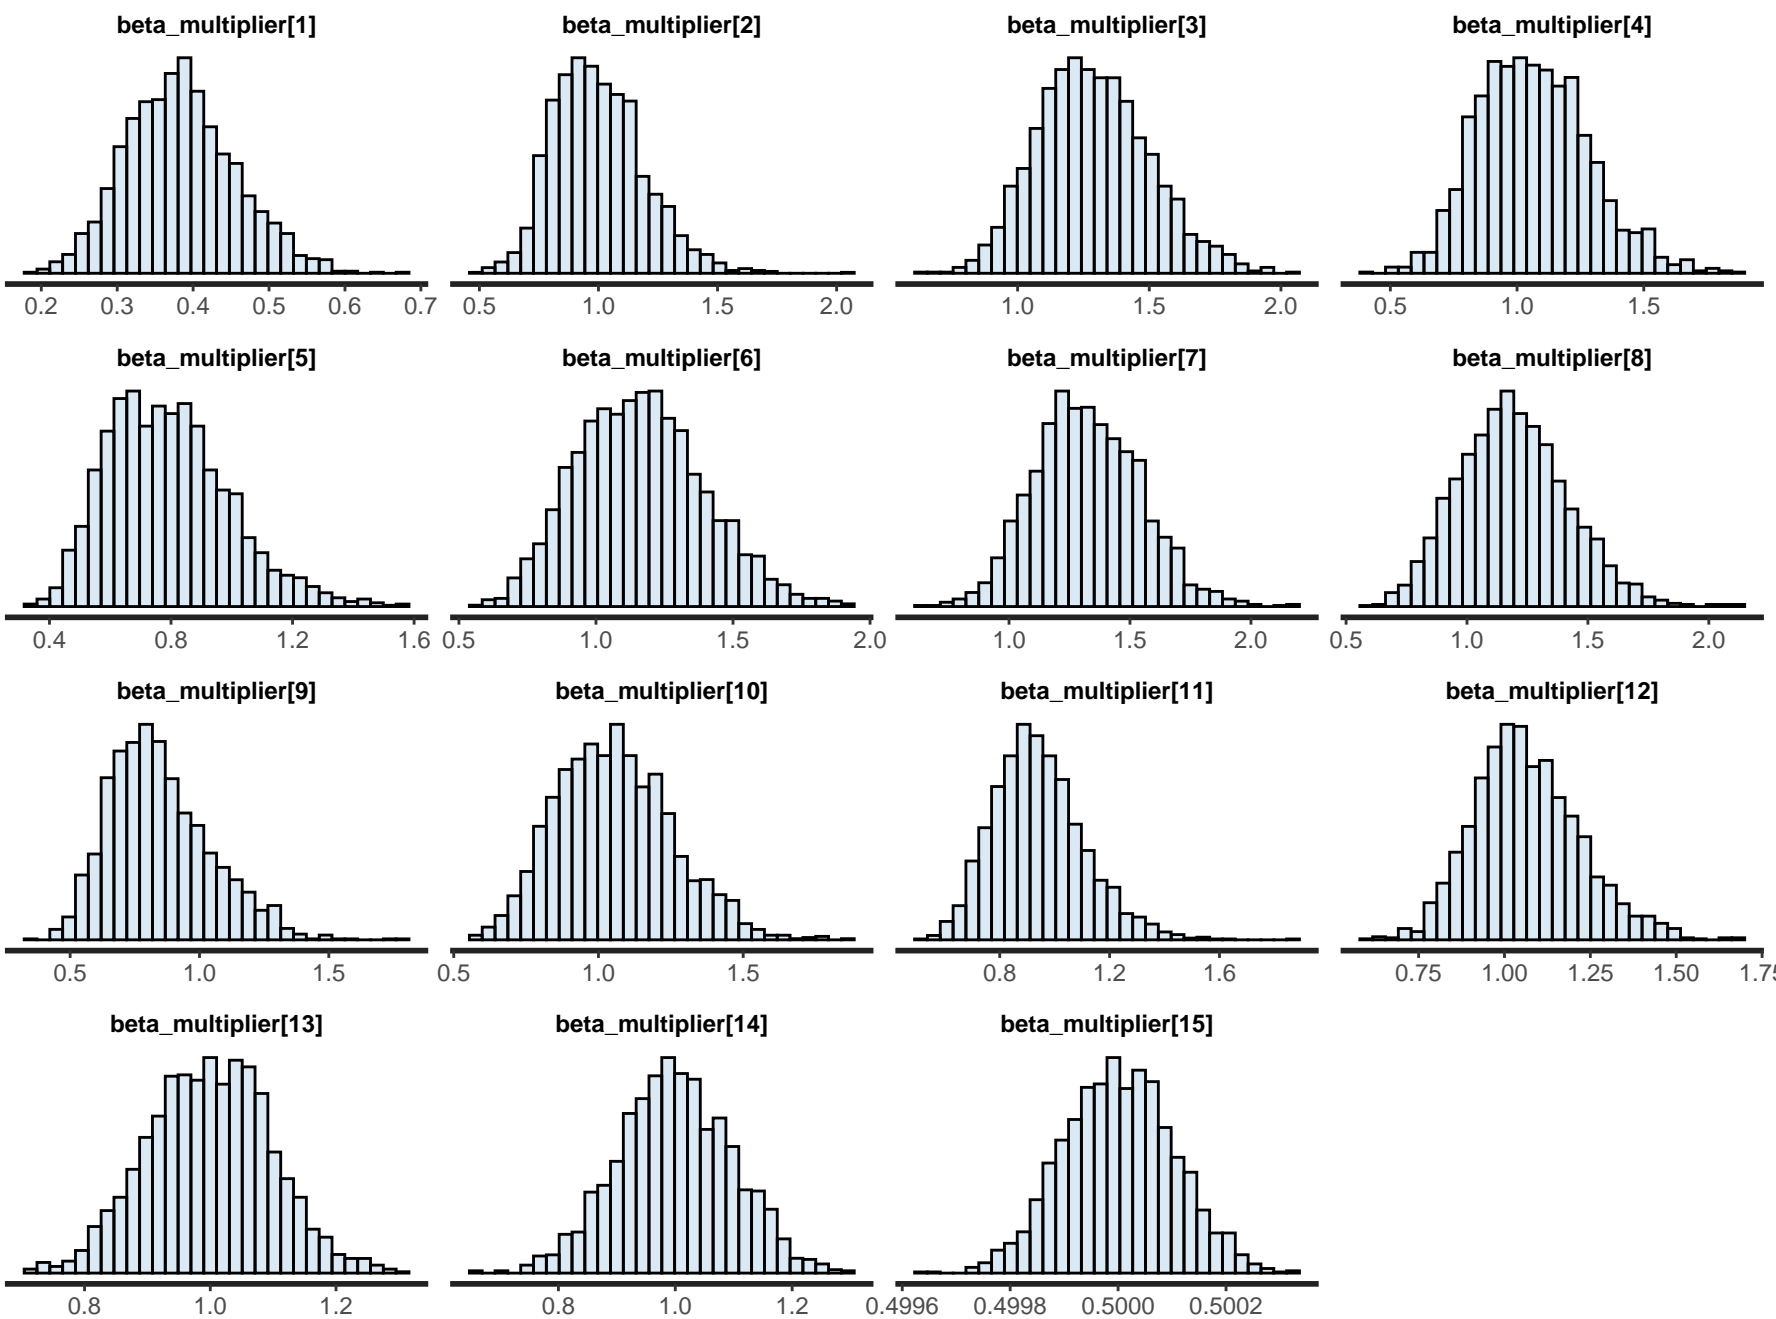 beta_multiplier[1] beta_multiplier[2] beta_multiplier[3] beta_multiplier[4]
0.2 0.3 0.4 0.5 0.6 0.7 0.5 1.0 1.5 2.0 1.0 1.5 2.0 0.5 1.0 1.5
beta_multiplier[5] beta_multiplier[6] beta_multiplier[7] beta_multiplier[8]
0.4 0.8 1.2 1.6 0.5 1.0 1.5 2.0 1.0 1.5 2.0 0.5 1.0 1.5 2.0
beta_multiplier[9] beta_multiplier[10] beta_multiplier[11] beta_multiplier[12]
0.5 1.0 1.5 0.5 1.0 1.5 0.8 1.2 1.6 0.75 1.00 1.25 1.50 1.75
beta_multiplier[13] beta_multiplier[14] beta_multiplier[15]
0.8 1.0 1.2 0.8 1.0 1.2 0.4996 0.4998 0.5000 0.5002